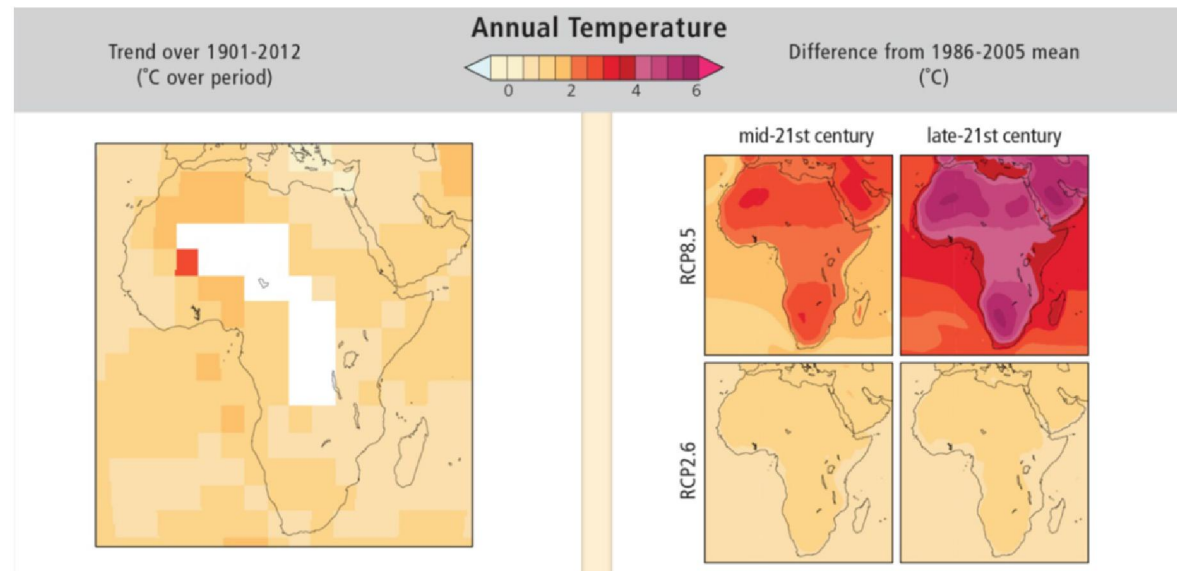 Annual Temperature
Trend over 1901-2012
(˚C over period)
0 2 4 6
Difference from 1986-2005 mean
(˚C)
mid-21st century
late-21st century
RCP8.5
RCP2.6